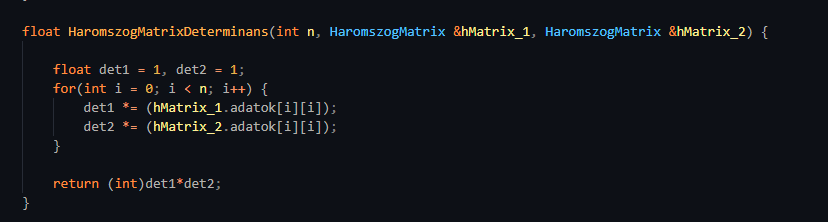 float HaromszogMatrixDeterminans(int n, HaromszogMatrix &hMatrix_1, HaromszogMatrix &hMatrix_2) {
float det1 = 1, det2 = 1;
for(int i = 0; i < n; i++) {
det1 *= (hMatrix_1.adatok[i][i]);
det2 *= (hMatrix_2.adatok[i][i]);
}
return (int)det1*det2;
}